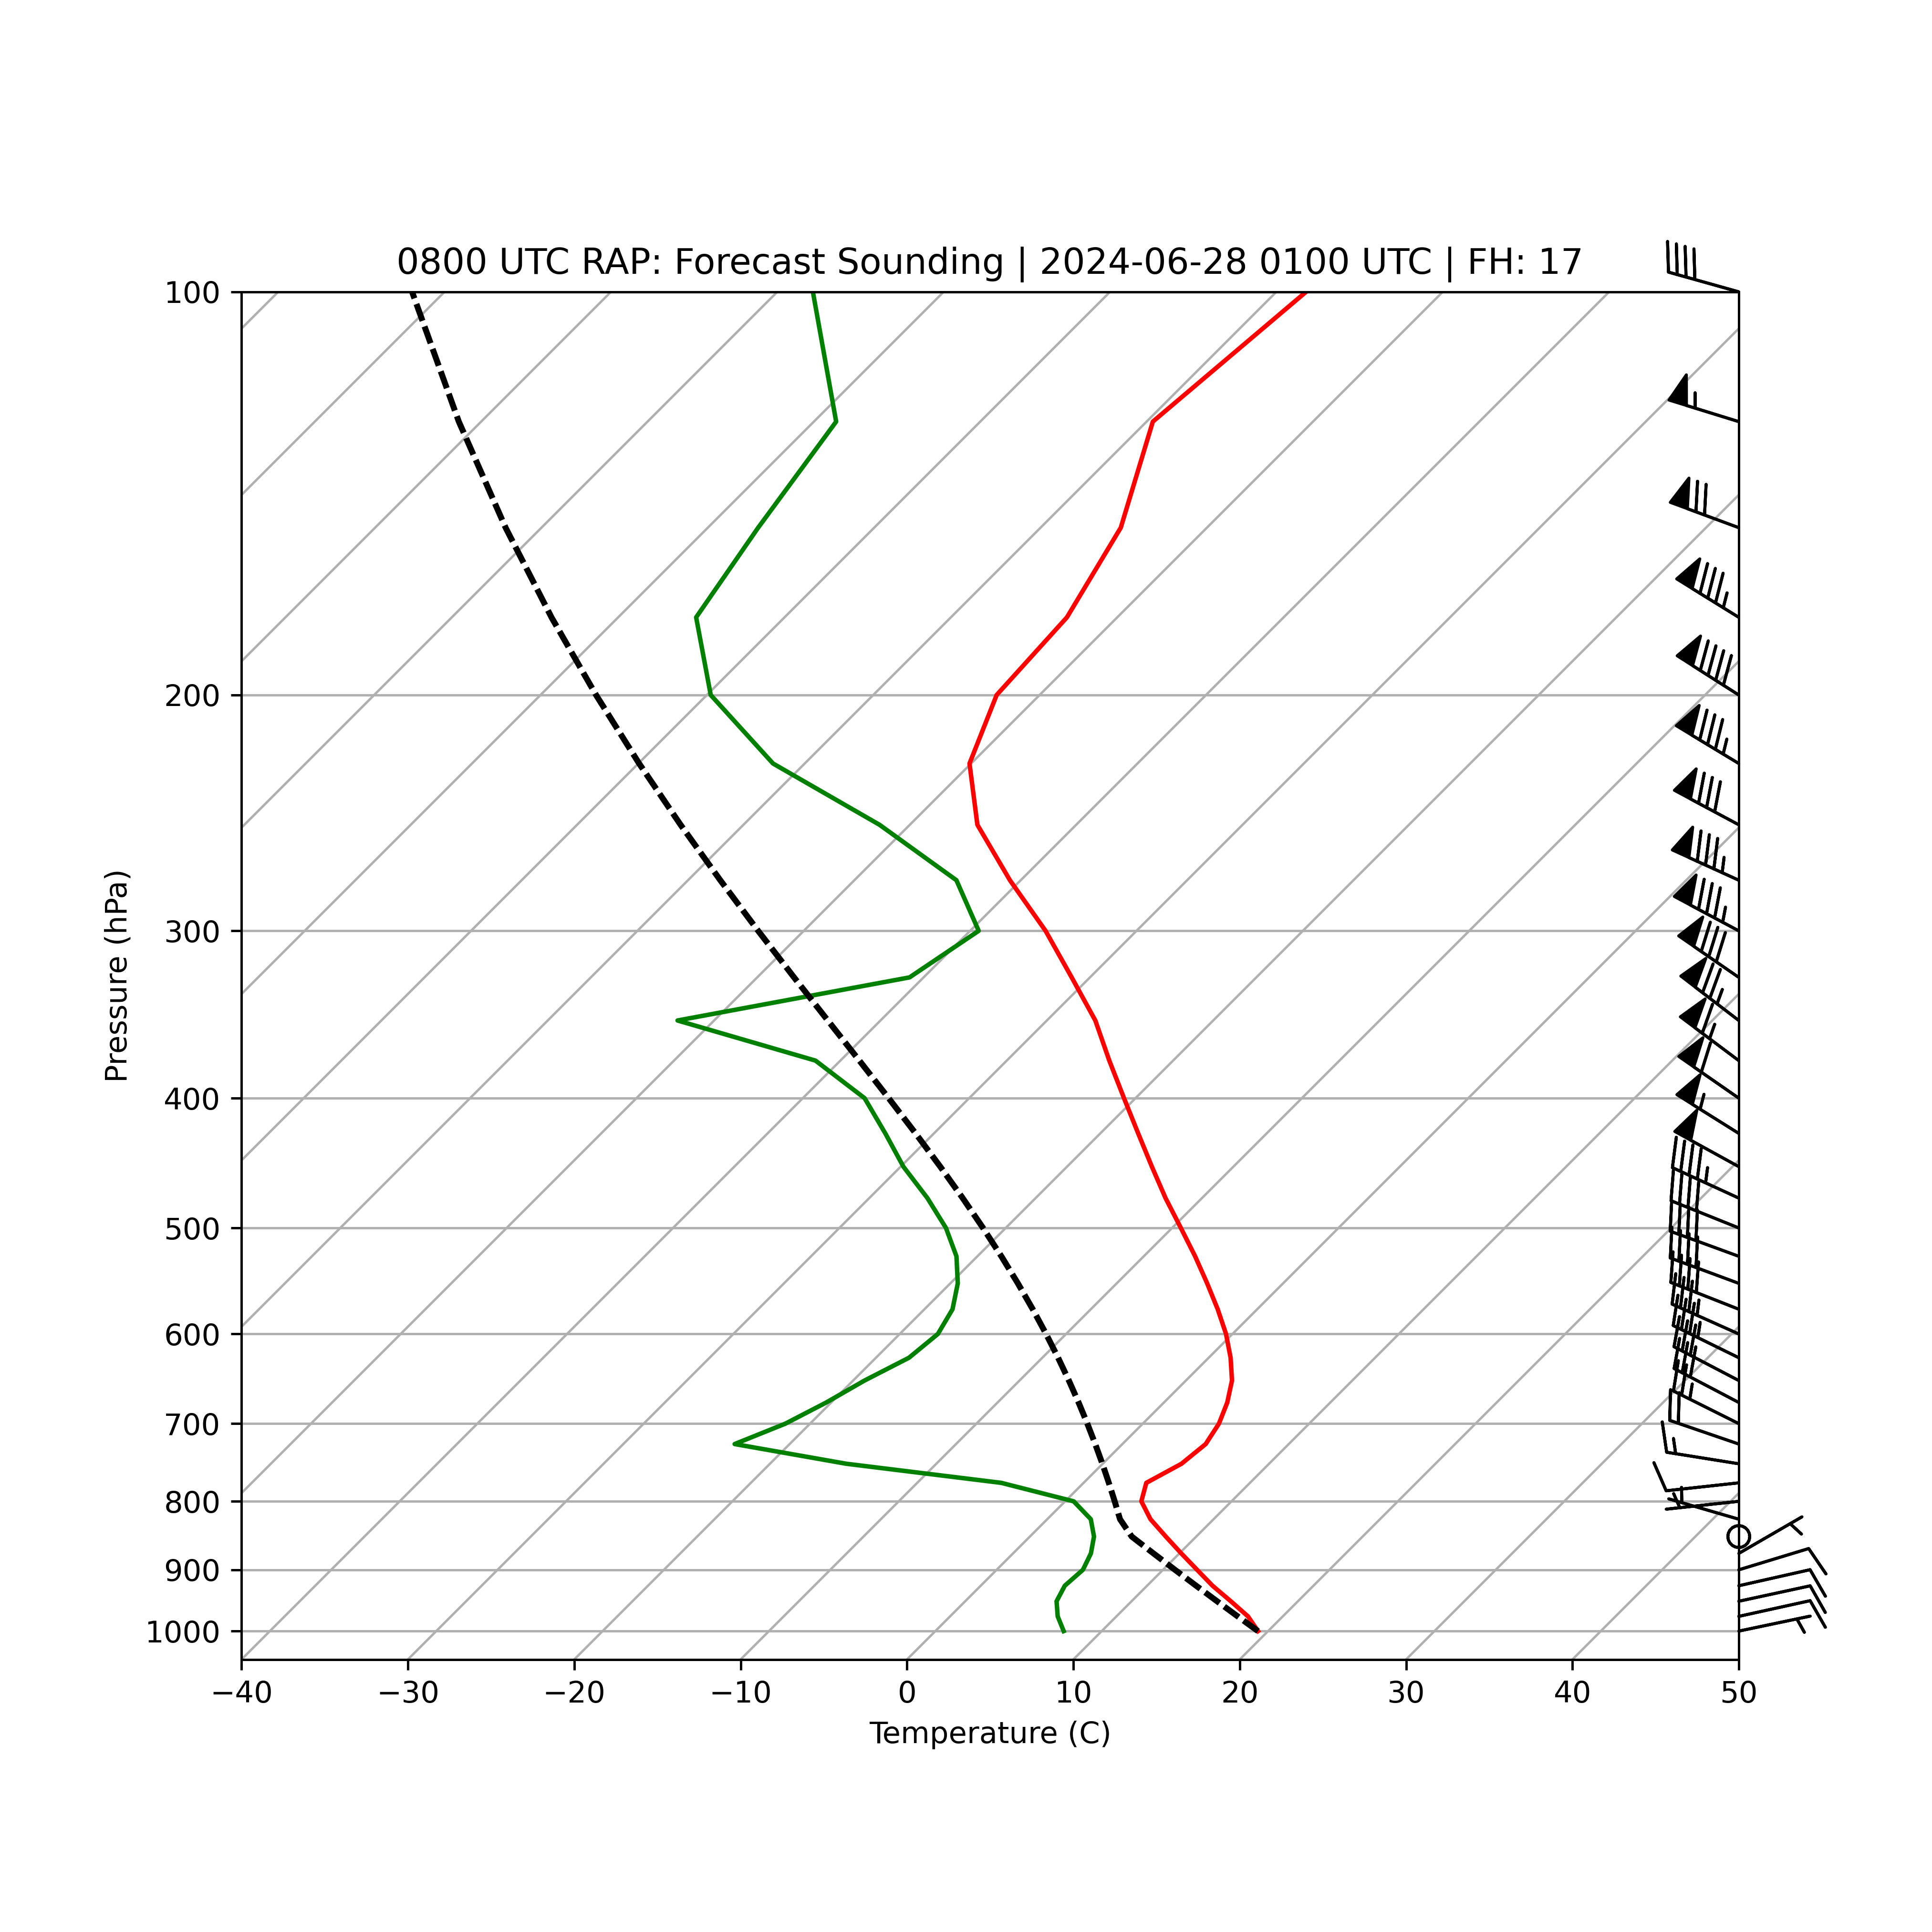 0800 UTC RAP: Forecast Sounding | 2024-06-28 0100 UTC | FH: 17
100
200
300
400
500
600
700
800
900
1000
Pressure (hPa)
−40 −30 −20 −10 0 10 20 30 40 50
Temperature (C)